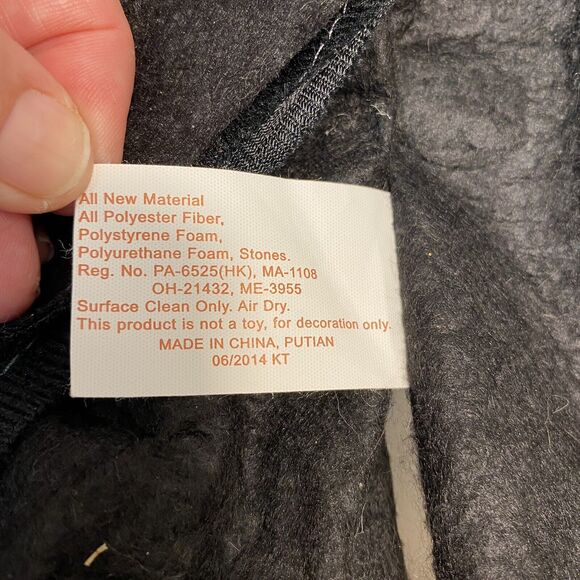 All New Material
All Polyester Fiber,
Polystyrene Foam,
Polyurethane Foam, Stones.
Reg. No. PA-6525(HK), MA-1108
OH-21432, ME-3955
Surface Clean Only. Air Dry.
This product is not a toy, for decoration only.
MADE IN CHINA, PUTIAN
06/2014 KT